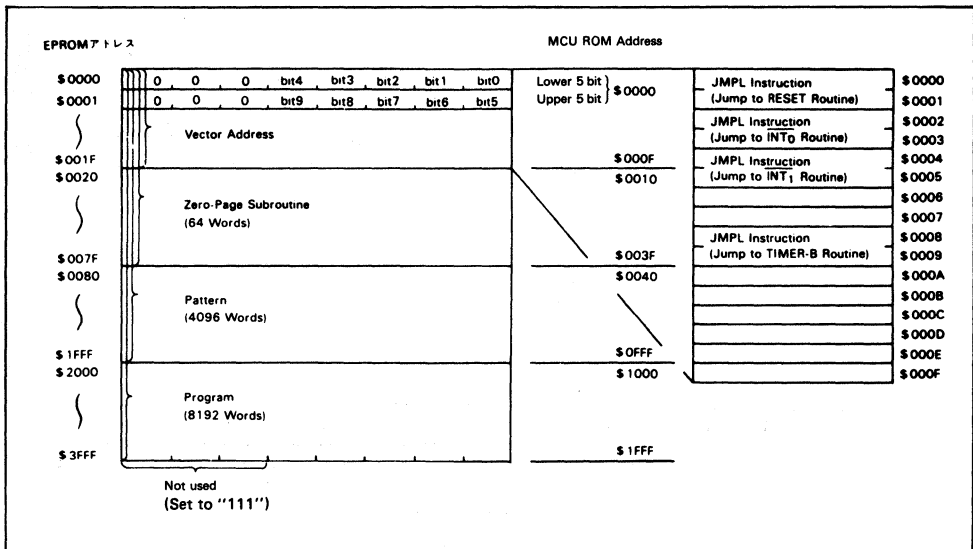 EPROMアトレス
MCU ROM Address
$0000
0 0 0 bit4 bit3 bit2 bit1 bit0
Lower 5 bit
$0001
0 0 0 bit9 bit8 bit7 bit6 bit5
Upper 5 bit
$0000
Vector Address
$001F
$000F
$0020
$0010
Zero-Page Subroutine
(64 Words)
$007F
$003F
$0080
$0040
Pattern
(4096 Words)
$1FFF
$0FFF
$2000
$1000
Program
(8192 Words)
$3FFF
$1FFF
Not used
(Set to "111")
JMPL Instruction
(Jump to RESET Routine)
$0000
$0001
JMPL Instruction
(Jump to INT0 Routine)
$0002
$0003
JMPL Instruction
(Jump to INT1 Routine)
$0004
$0005
$0006
$0007
JMPL Instruction
(Jump to TIMER-B Routine)
$0008
$0009
$000A
$000B
$000C
$000D
$000E
$000F